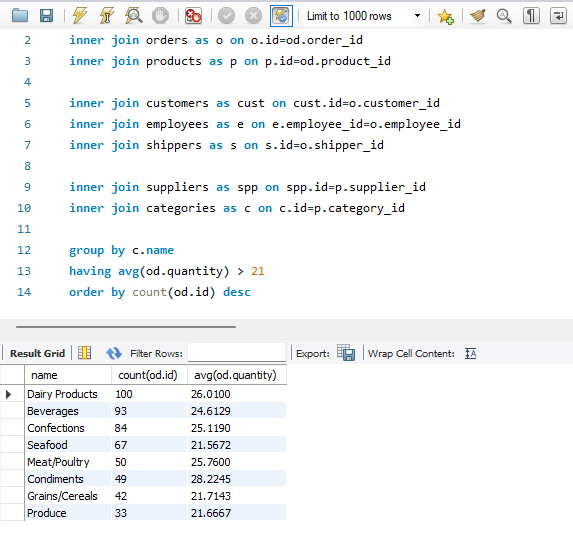 Limit to 1000 rows
2 inner join orders as o on o.id=od.order_id
3 inner join products as p on p.id=od.product_id
4
5 inner join customers as cust on cust.id=o.customer_id
6 inner join employees as e on e.employee_id=o.employee_id
7 inner join shippers as s on s.id=o.shipper_id
8
9 inner join suppliers as spp on spp.id=p.supplier_id
10 inner join categories as c on c.id=p.category_id
11
12 group by c.name
13 having avg(od.quantity) > 21
14 order by count(od.id) desc
Result Grid Filter Rows: Export: Wrap Cell Content: IA
name count(od.id) avg(od.quantity)
Dairy Products 100 26.0100
Beverages 93 24.6129
Confections 84 25.1190
Seafood 67 21.5672
Meat/Poultry 50 25.7600
Condiments 49 28.2245
Grains/Cereals 42 21.7143
Produce 33 21.6667